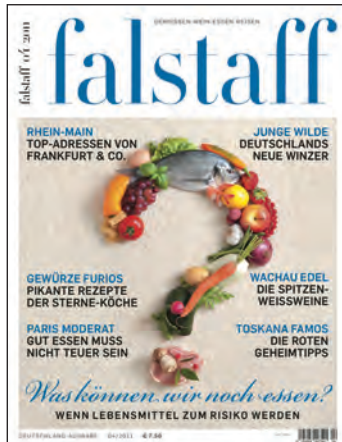 GENIESSEN WEIN ESSEN REISEN
falstaff 04/2011
falstaff
RHEIN-MAIN
TOP-ADRESSEN VON
FRANKFURT & CO.
JUNGE WILDE
DEUTSCHLANDS
NEUE WINZER
GEWÜRZE FURIOS
PIKANTE REZEPTE
DER STERNE-KÖCHE
WACHAU EDEL
DIE SPITZEN-
WEISSWEINE
PARIS MODERAT
GUT ESSEN MUSS
NICHT TEUER SEIN
TOSKANA FAMOS
DIE ROTEN
GEHEIMTIPPS
Was können wir noch essen?
WENN LEBENSMITTEL ZUM RISIKO WERDEN
DEUTSCHLAND-AUSGABE 04/2011 € 7,50